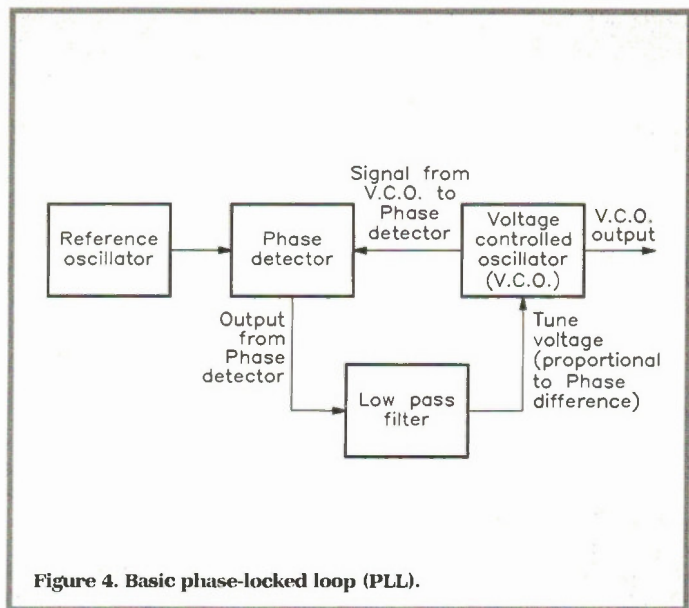 Signal from
V.C.O. to
Phase
detector
Reference
oscillator
Phase
detector
Voltage
controlled
oscillator
(V.C.O.)
V.C.O.
output
Output
from
Phase
detector
Low pass
filter
Tune
voltage
(proportional
to Phase
difference)
Figure 4. Basic phase-locked loop (PLL).